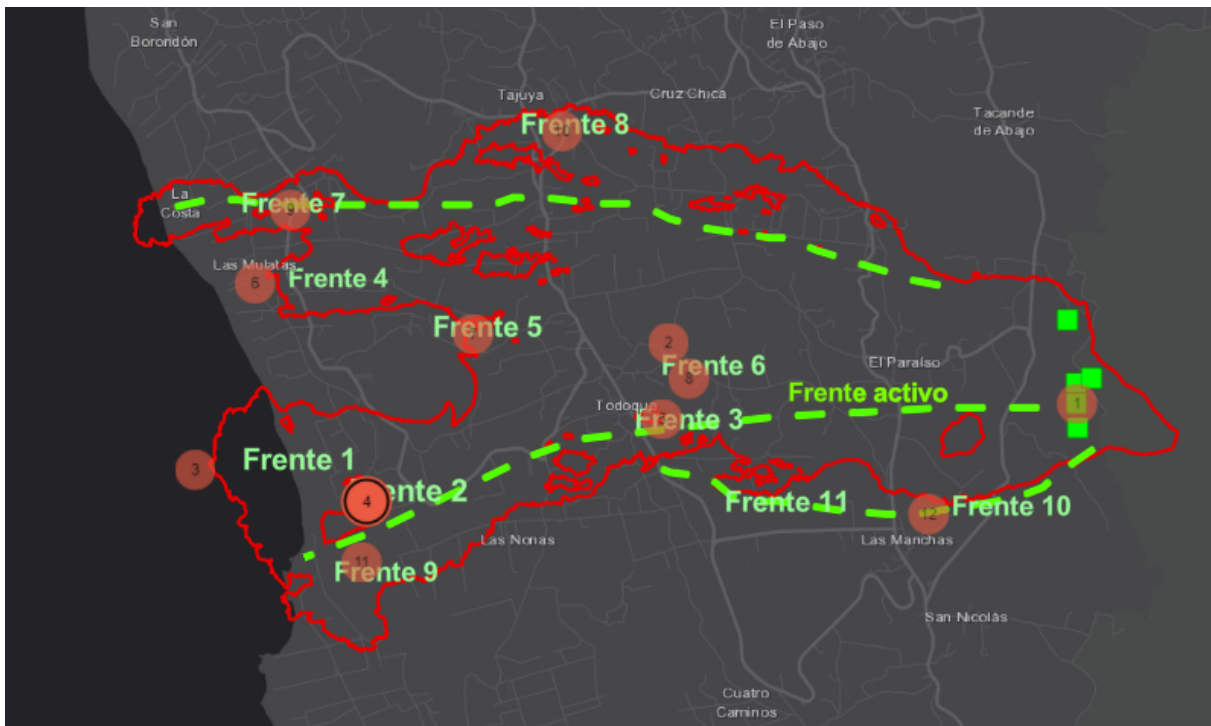 San
Borondón
El Paso
de Abajo
Tajuya
Cruz Chica
Tacande
de Abajo
Frente 8
10
La
Costa
Frente 7
9
Las Mulatas
6
Frente 4
Frente 5
2
8
Frente 6
El Paraíso
Frente activo
1
Todoque
Frente 3
3
Frente 1
4
Frente 2
Frente 11
Frente 10
12
Las Manchas
Las Nonas
11
Frente 9
San Nicolás
Cuatro
Caminos